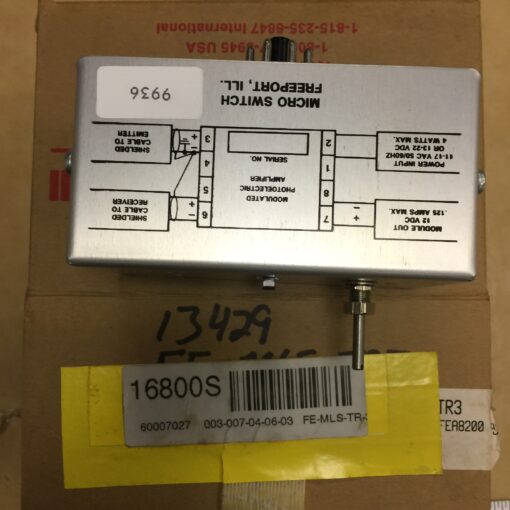 1-815-235-6847 International
945 USA
9936
MICRO SWITCH
FREEPORT, ILL.
SHIELDED
CABLE TO
EMITTER
3
4
5
6
SERIAL NO.
MODULATED
PHOTOELECTRIC
AMPLIFIER
2
1
8
7
POWER INPUT
11-17 VAC 50/60HZ
OR 13-22 VDC
4 WATTS MAX.
SHIELDED
CABLE TO
RECEIVER
MODULE OUT
12 VDC
.125 AMPS MAX.
13429
16800S
60007027 003-007-04-06-03 FE-MLS-TR-
TR3
FEA8200